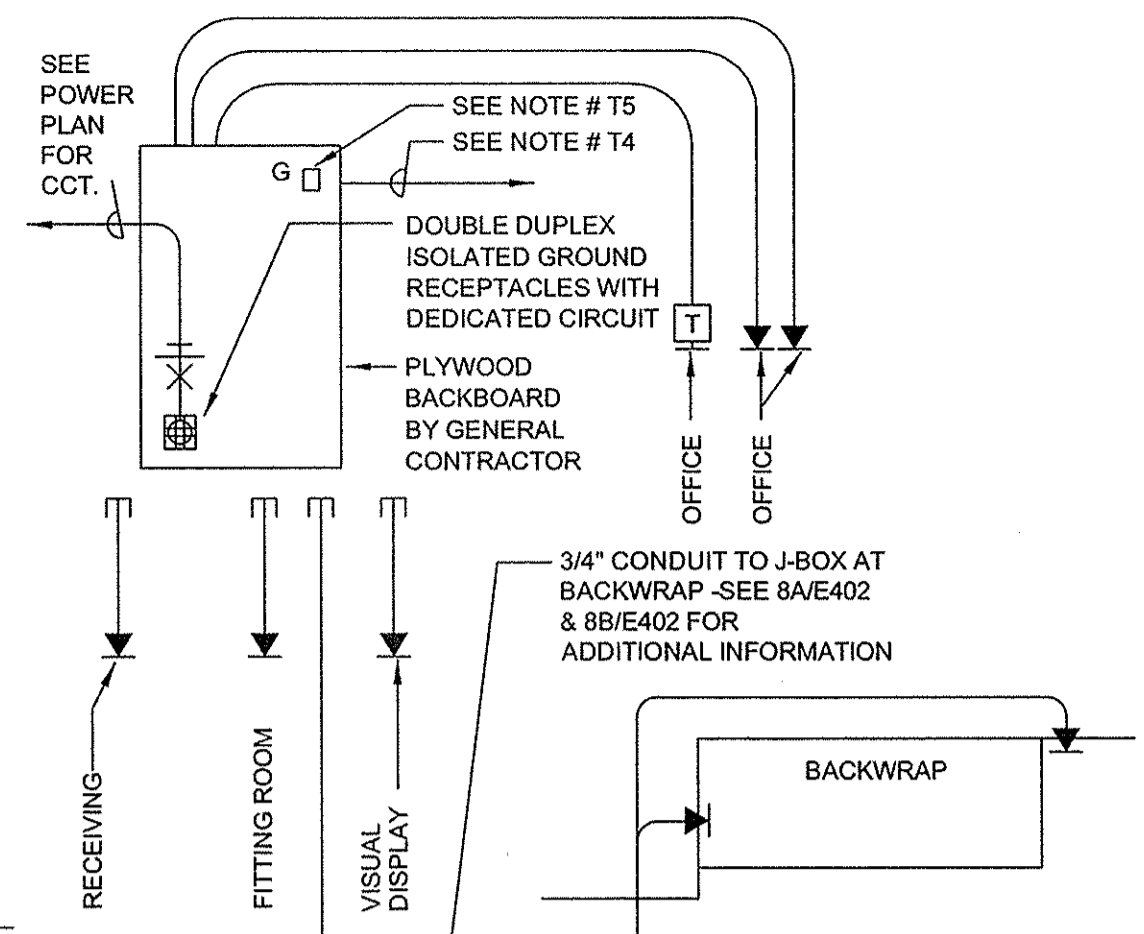 SEE
POWER
PLAN
FOR
CCT.
SEE NOTE # T5
SEE NOTE # T4
G
DOUBLE DUPLEX
ISOLATED GROUND
RECEPTACLES WITH
DEDICATED CIRCUIT
T
PLYWOOD
BACKBOARD
BY GENERAL
CONTRACTOR
OFFICE
OFFICE
3/4" CONDUIT TO J-BOX AT
BACKWRAP -SEE 8A/E402
& 8B/E402 FOR
ADDITIONAL INFORMATION
RECEIVING
FITTING ROOM
VISUAL
DISPLAY
BACKWRAP